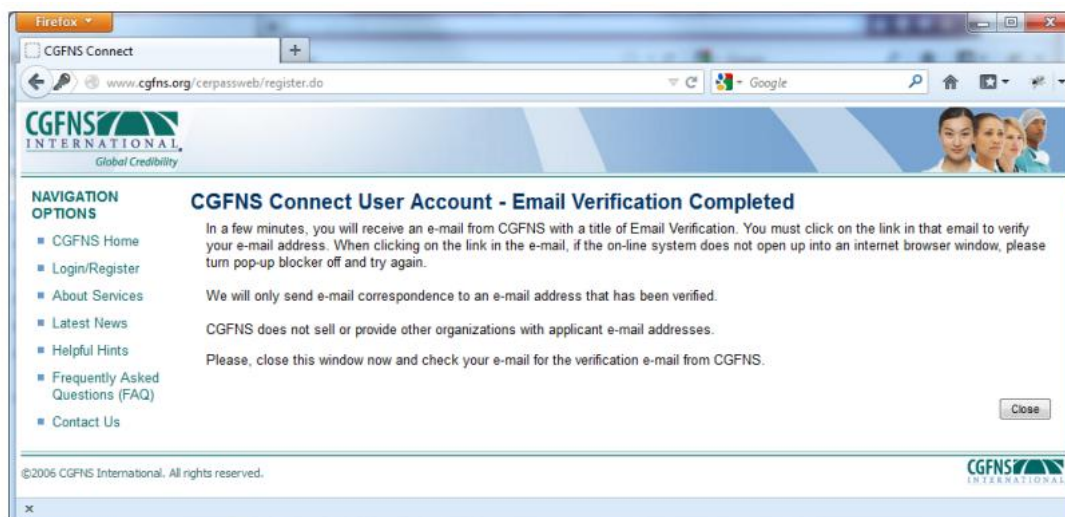 Firefox
CGFNS Connect
www.cgfns.org/cerpassweb/register.do
Google
CGFNS
INTERNATIONAL,
Global Credibility
NAVIGATION
OPTIONS
CGFNS Home
Login/Register
About Services
Latest News
Helpful Hints
Frequently Asked
Questions (FAQ)
Contact Us
CGFNS Connect User Account - Email Verification Completed
In a few minutes, you will receive an e-mail from CGFNS with a title of Email Verification. You must click on the link in that email to verify
your e-mail address. When clicking on the link in the e-mail, if the on-line system does not open up into an internet browser window, please
turn pop-up blocker off and try again.
We will only send e-mail correspondence to an e-mail address that has been verified.
CGFNS does not sell or provide other organizations with applicant e-mail addresses.
Please, close this window now and check your e-mail for the verification e-mail from CGFNS.
Close
©2006 CGFNS International. All rights reserved.
CGFNS
INTERNATIONAL